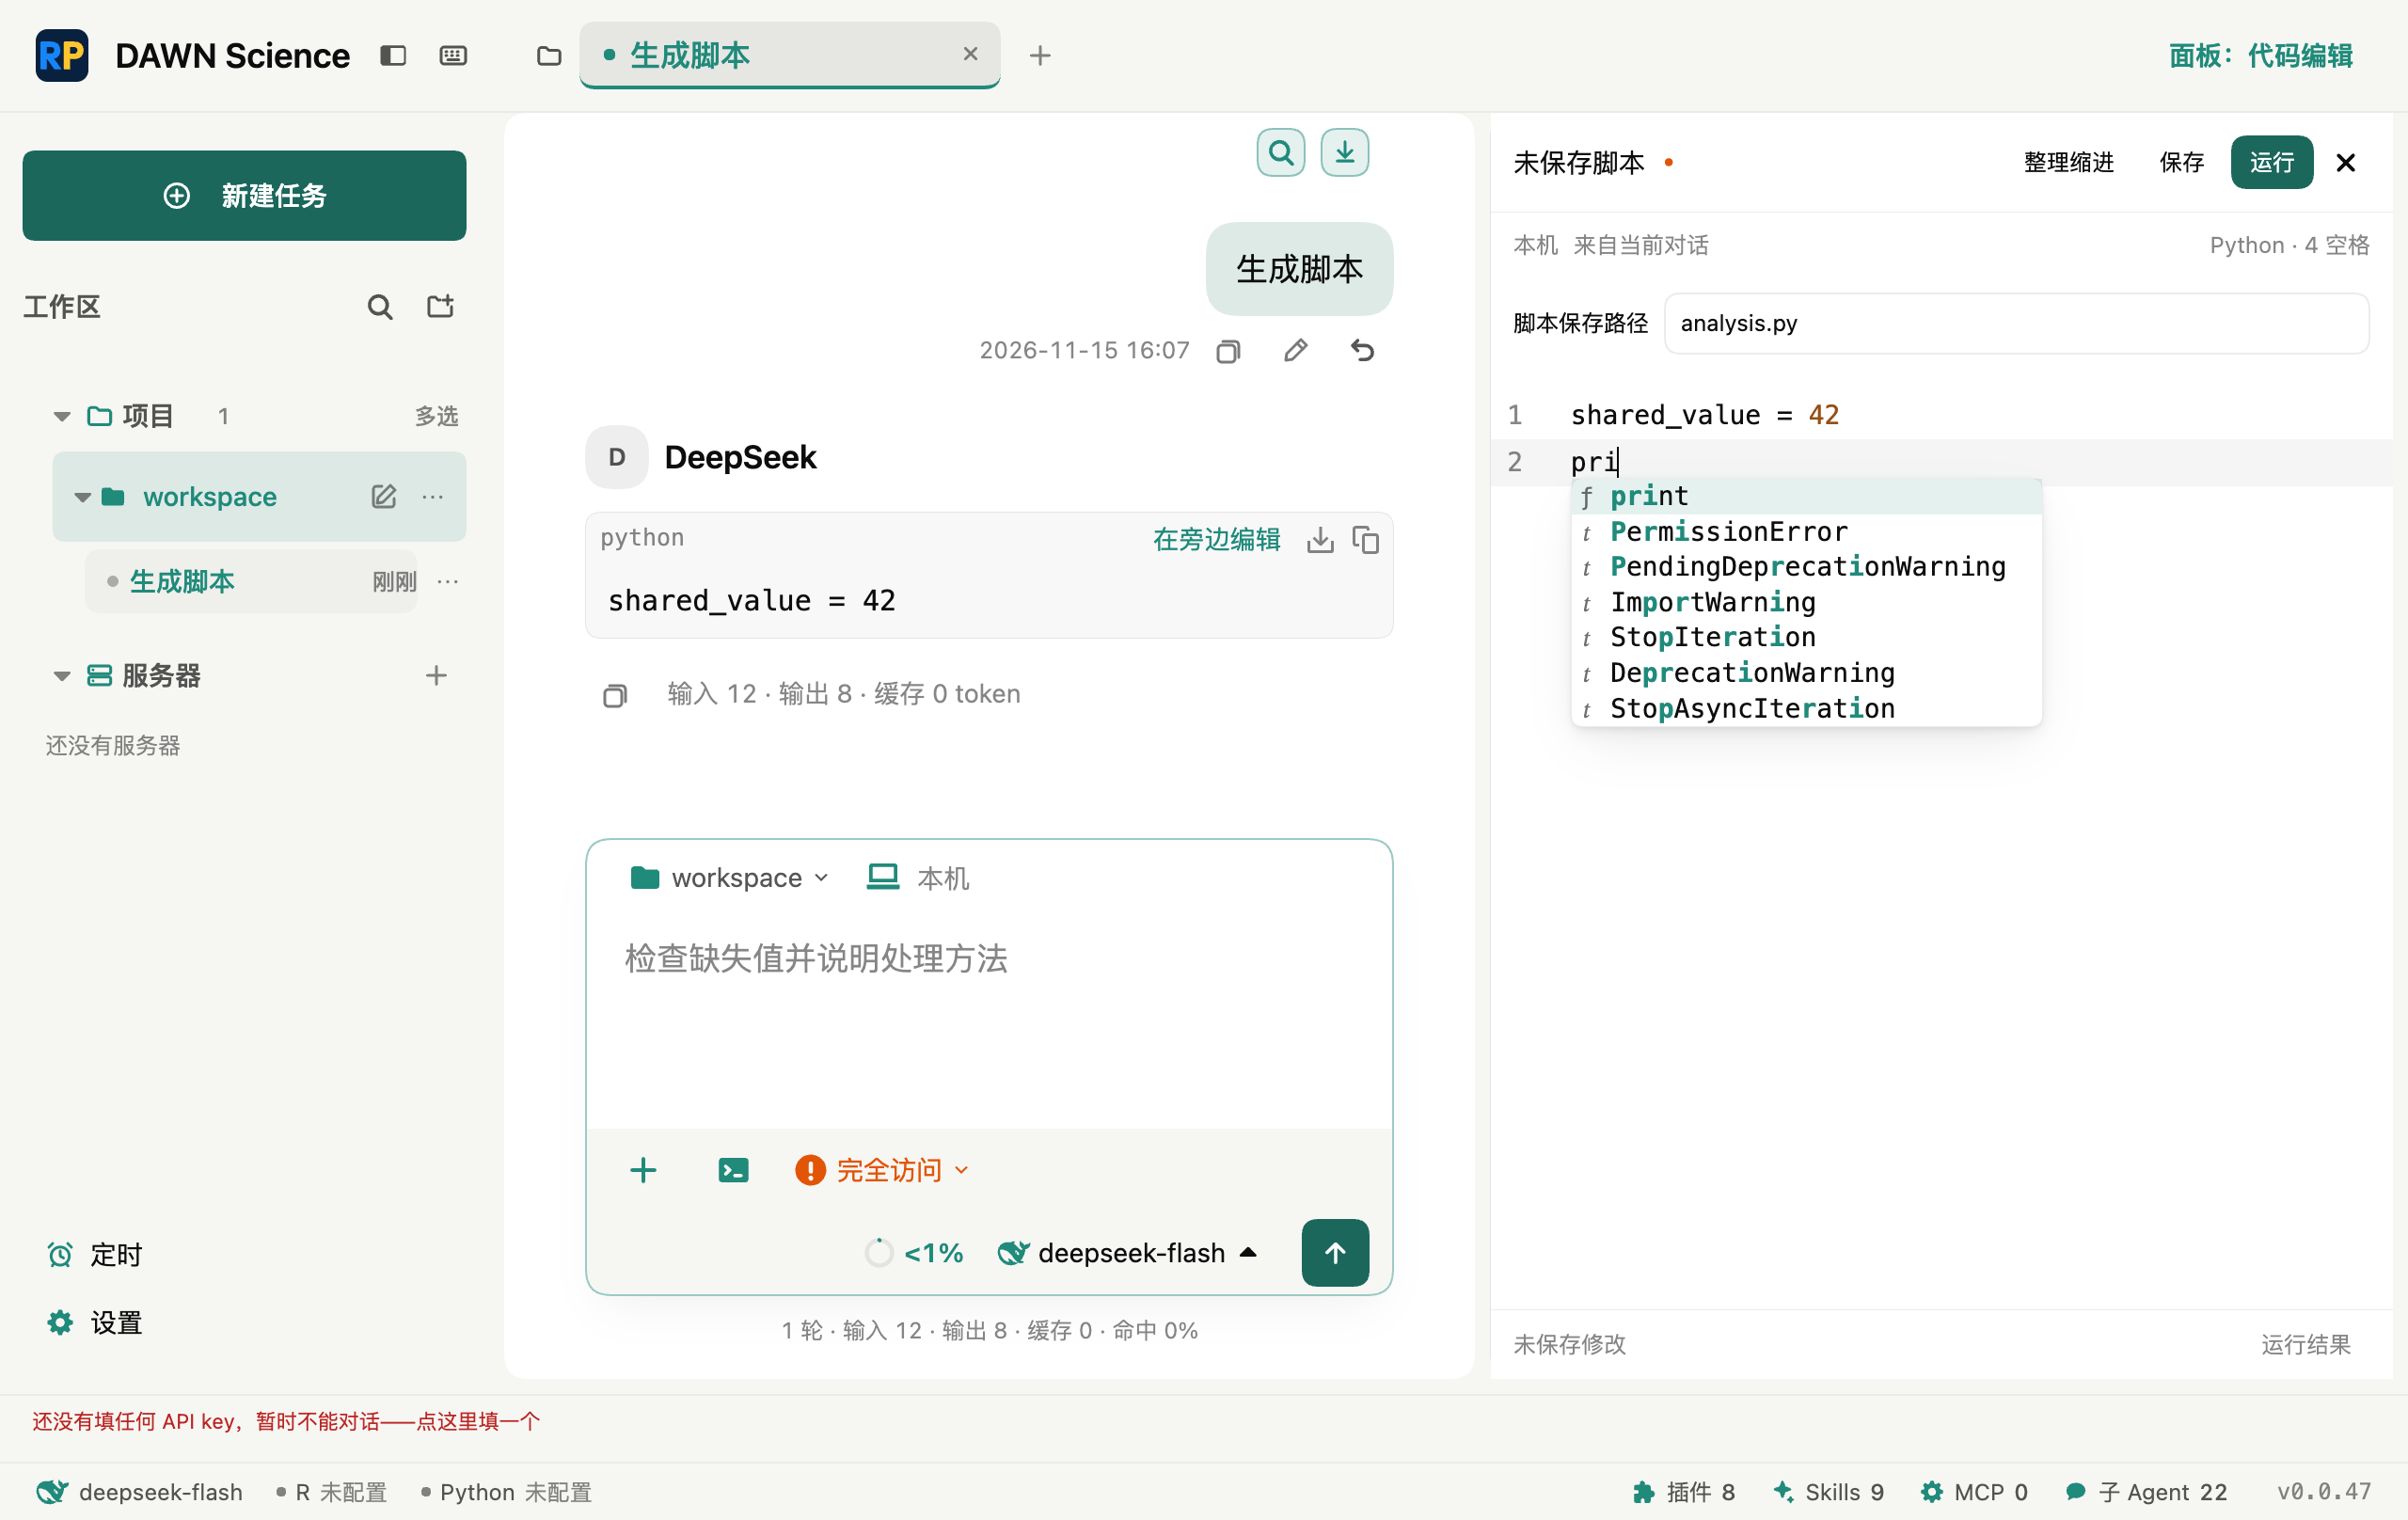 RP DAWN Science
生成脚本
面板：代码编辑
新建任务
工作区
项目 1 多选
workspace
生成脚本 刚刚
服务器
还没有服务器
定时
设置
生成脚本
2026-11-15 16:07
D DeepSeek
python 在旁边编辑
shared_value = 42
输入 12 · 输出 8 · 缓存 0 token
workspace 本机
检查缺失值并说明处理方法
完全访问
<1% deepseek-flash
1 轮 · 输入 12 · 输出 8 · 缓存 0 · 命中 0%
未保存脚本 整理缩进 保存 运行
本机 来自当前对话 Python · 4 空格
脚本保存路径 analysis.py
1 shared_value = 42
2 pri
ƒ print
t PermissionError
t PendingDeprecationWarning
t ImportWarning
t StopIteration
t DeprecationWarning
t StopAsyncIteration
未保存修改 运行结果
还没有填任何 API key，暂时不能对话——点这里填一个
deepseek-flash R 未配置 Python 未配置
插件 8 Skills 9 MCP 0 子 Agent 22 v0.0.47